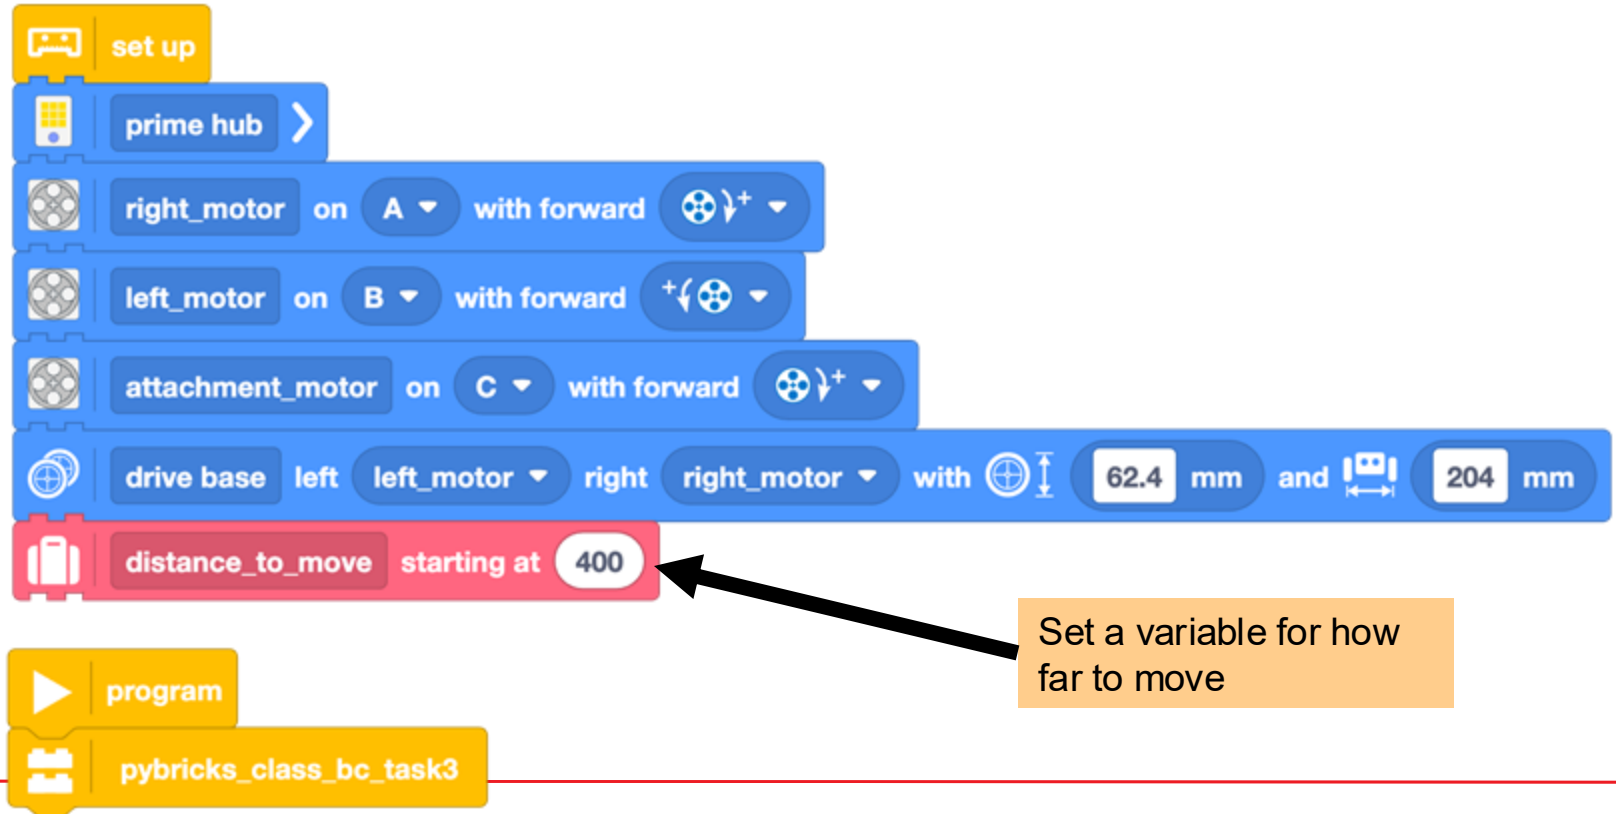 set up
prime hub
right_motor on A with forward +
left_motor on B with forward +
attachment_motor on C with forward +
drive base left left_motor right right_motor with 62.4 mm and 204 mm
distance_to_move starting at 400
Set a variable for how
far to move
program
pybricks_class_bc_task3